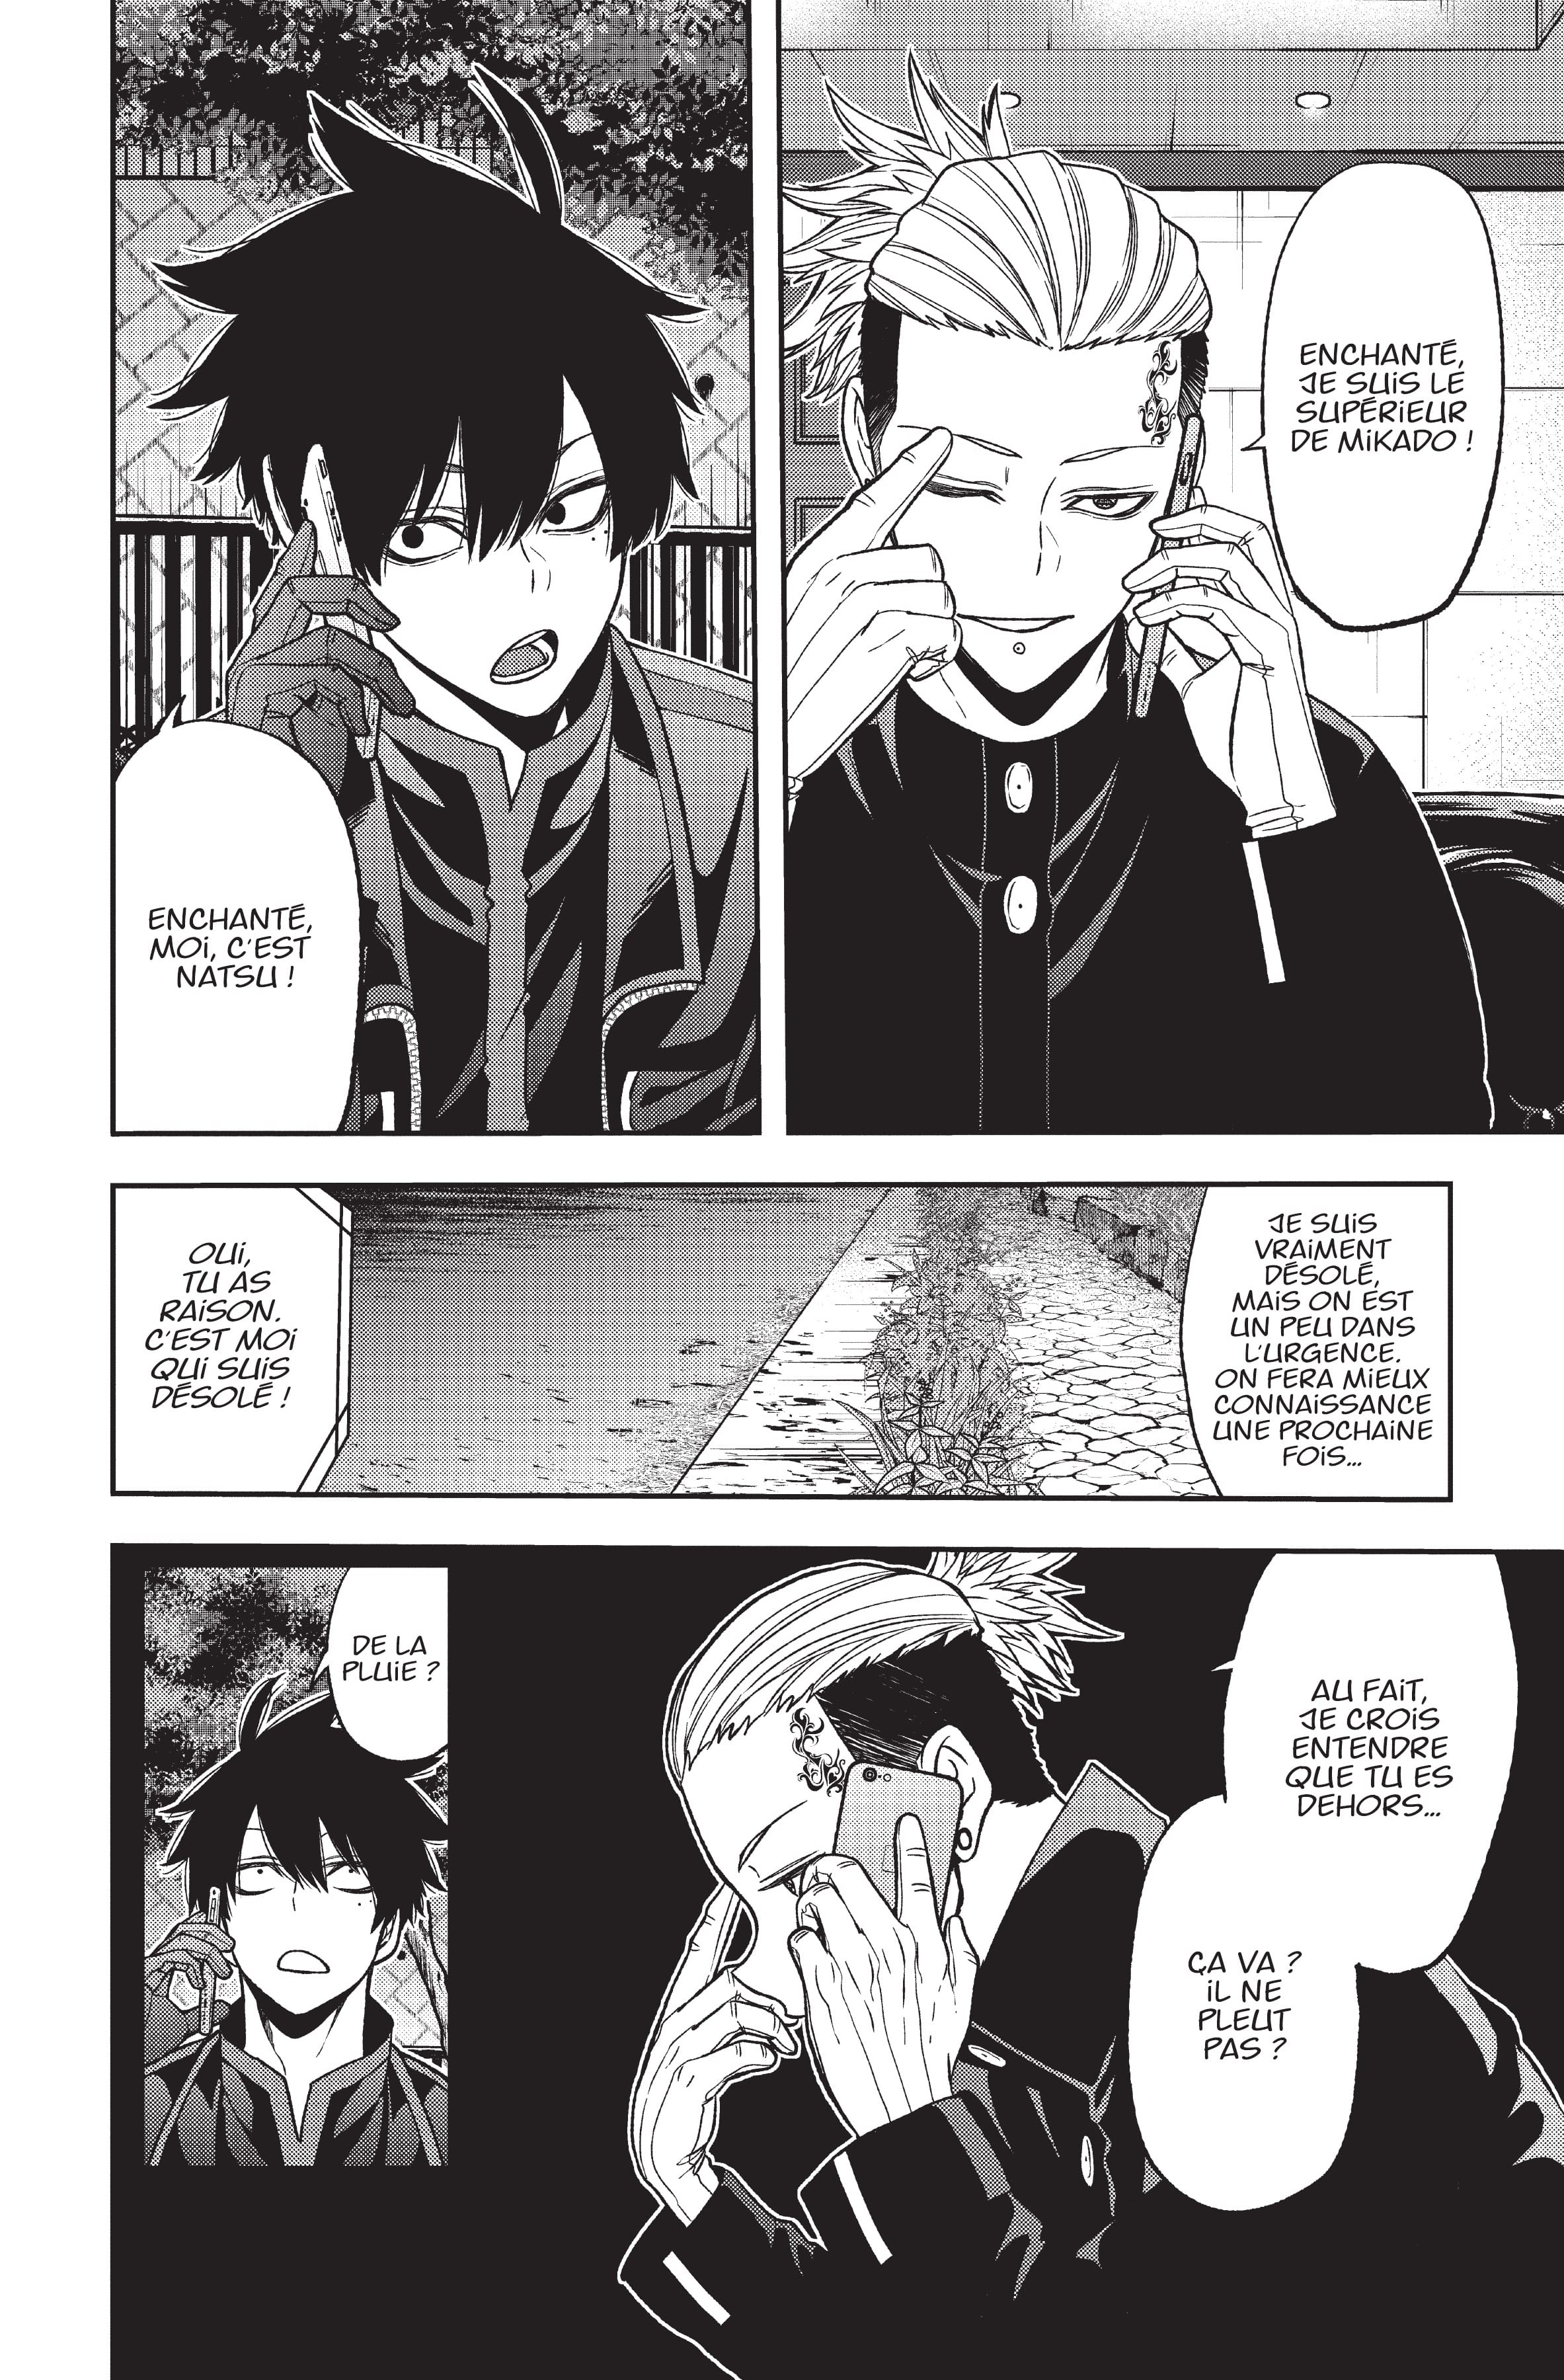 ENCHANTÉ,
JE SUIS LE
SUPÉRIEUR
DE MIKADO !
ENCHANTÉ,
MOI, C'EST
NATSU !
JE SUIS
VRAIMENT
DÉSOLÉ,
MAIS ON EST
UN PEU DANS
L'URGENCE.
ON FERA MIEUX
CONNAISSANCE
UNE PROCHAINE
FOIS...
OUI,
TU AS
RAISON.
C'EST MOI
QUI SUIS
DÉSOLÉ !
AU FAIT,
JE CROIS
ENTENDRE
QUE TU ES
DEHORS...
ÇA VA ?
IL NE
PLEUT
PAS ?
DE LA
PLUIE ?